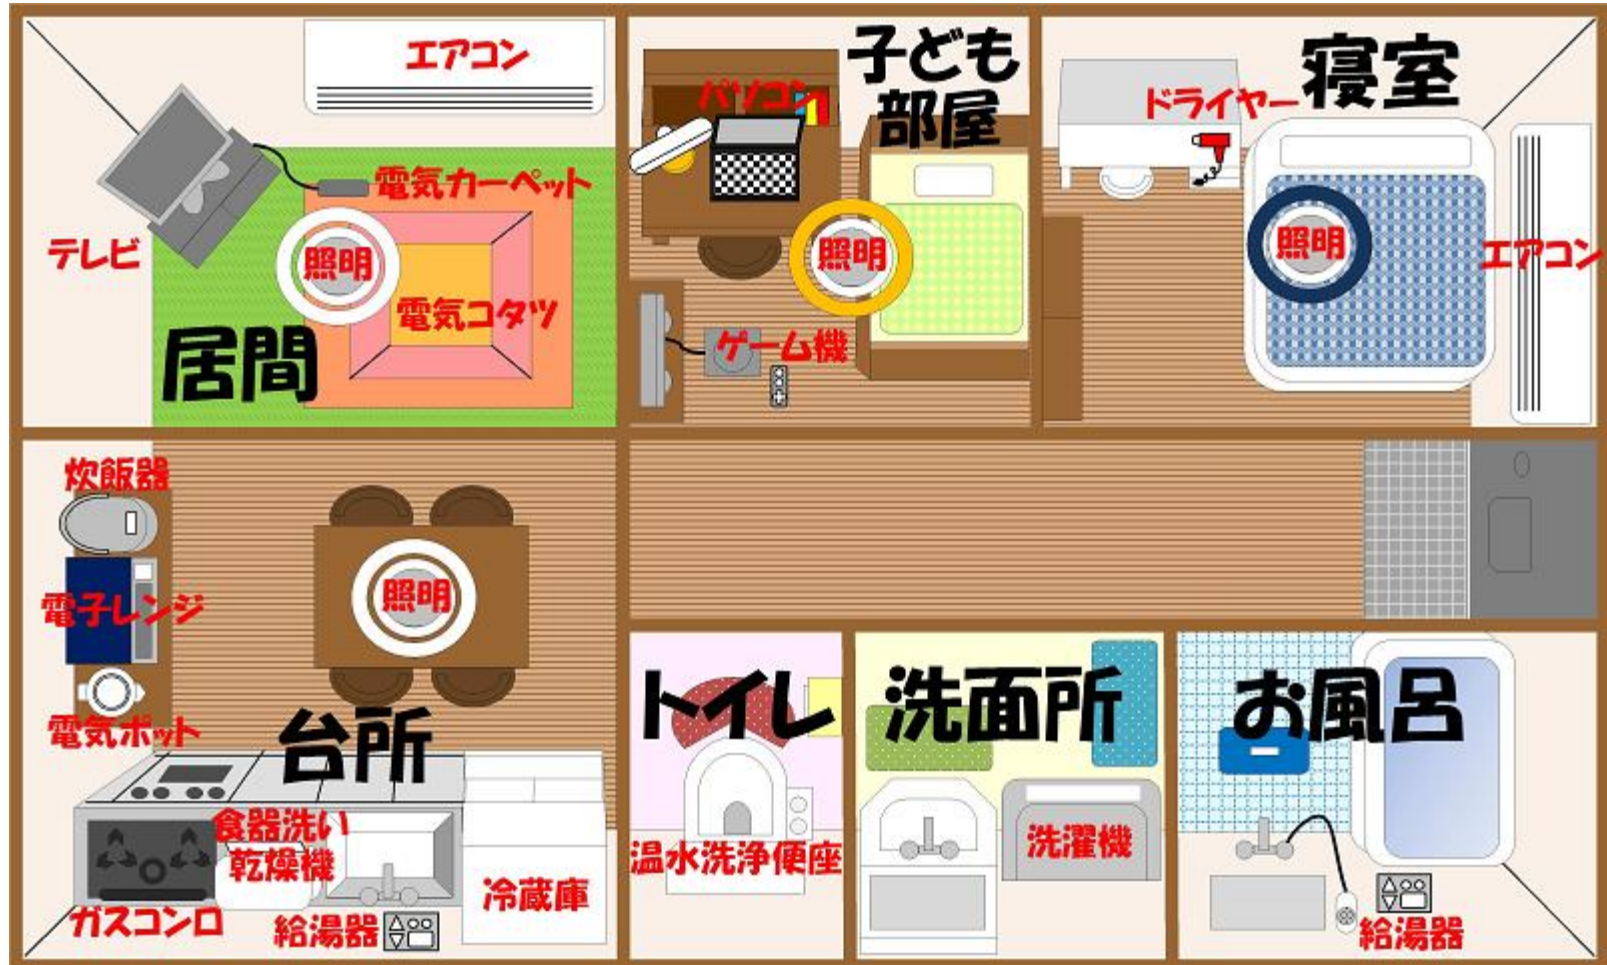 エアコン
テレビ
電気カーペット
照明
電気コタツ
居間
子ども
部屋
パソコン
照明
ゲーム機
寝室
ドライヤー
照明
エアコン
炊飯器
電子レンジ
電気ポット
照明
台所
食器洗い
乾燥機
ガスコンロ
給湯器
冷蔵庫
トイレ
温水洗浄便座
洗面所
洗濯機
お風呂
給湯器